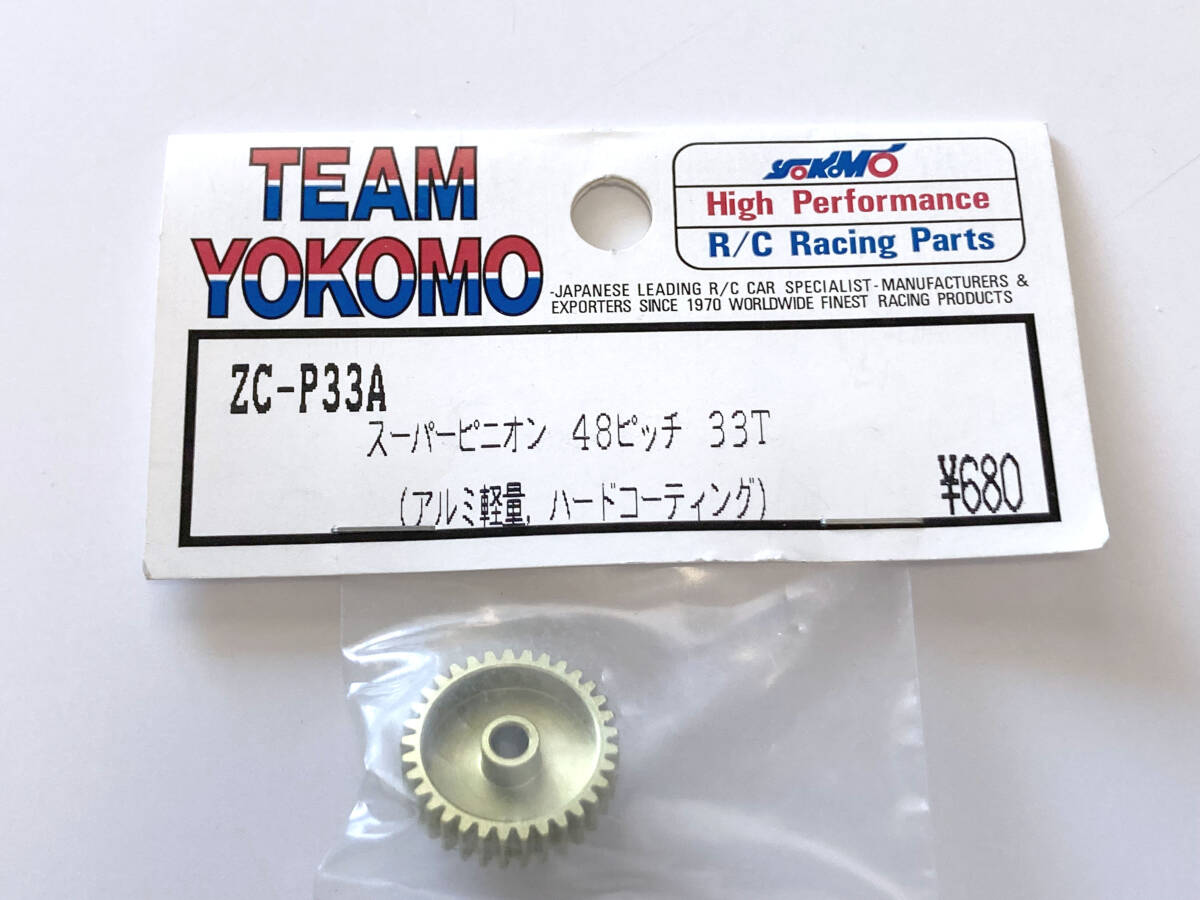 TEAM
YOKOMO
YOKOMO
High Performance
R/C Racing Parts
-JAPANESE LEADING R/C CAR SPECIALIST-MANUFACTURERS &
EXPORTERS SINCE 1970 WORLDWIDE FINEST RACING PRODUCTS
ZC-P33A
スーパーピニオン 48ピッチ 33T
(アルミ軽量, ハードコーティング)
¥680